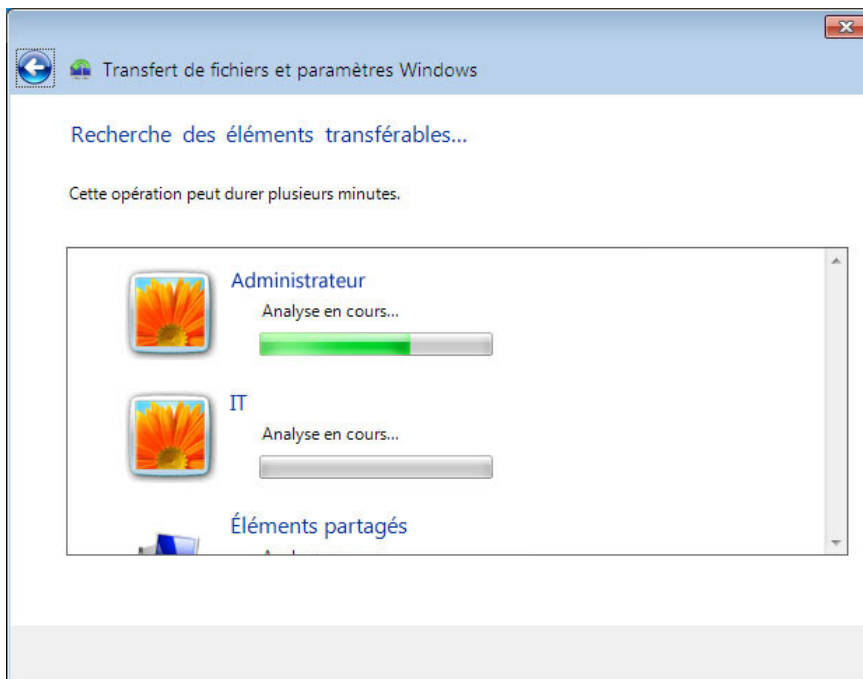 Transfert de fichiers et paramètres Windows
Recherche des éléments transférables...
Cette opération peut durer plusieurs minutes.
Administrateur
Analyse en cours...
IT
Analyse en cours...
Éléments partagés